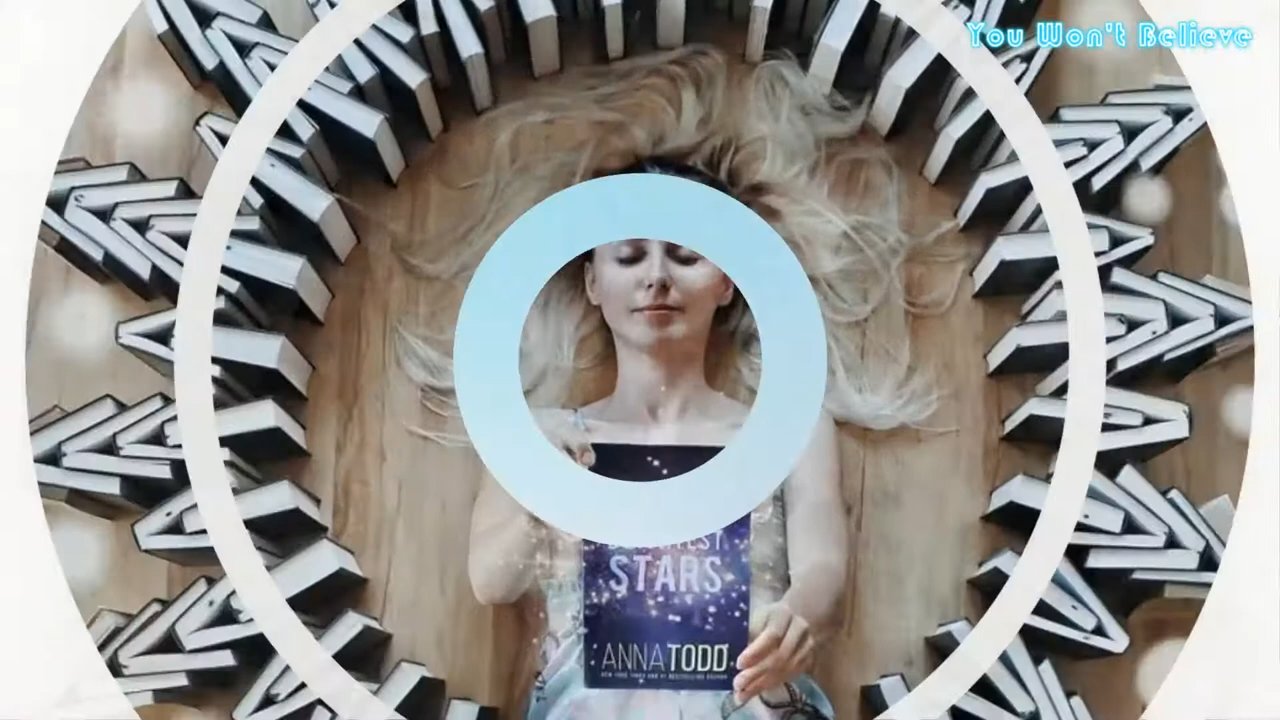 You Won't Believe
STARS
ANNA TODD
NEW YORK TIMES AND #1 BESTSELLING AUTHOR